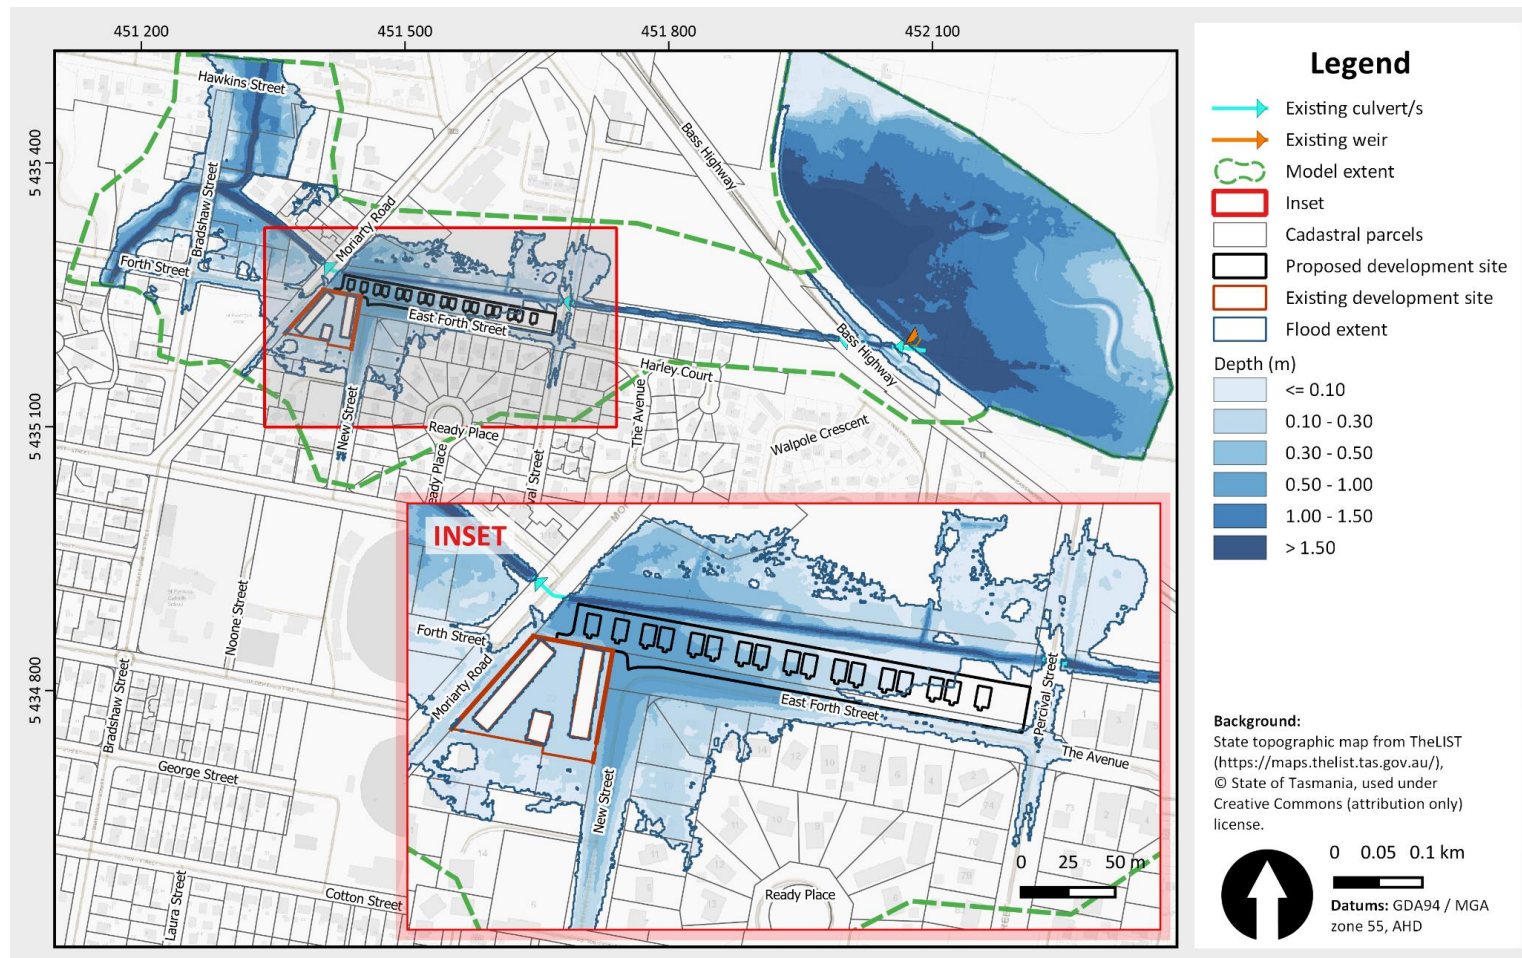 451 200
451 500
451 800
452 100
5 435 400
5 435 100
5 434 800
Hawkins Street
Bradshaw Street
Forth Street
Moriarty Road
Bass Highway
East Forth Street
Bass Highway
Harley Court
The Avenue
Walpole Crescent
New Street
Ready Place
eady Place
val Street
Noone Street
Bradshaw Street
George Street
Laura Street
Cotton Street
INSET
Forth Street
Moriarty Road
East Forth Street
Percival Street
The Avenue
New Street
Ready Place
0 25 50 m
Legend
Existing culvert/s
Existing weir
Model extent
Inset
Cadastral parcels
Proposed development site
Existing development site
Flood extent
Depth (m)
<= 0.10
0.10 - 0.30
0.30 - 0.50
0.50 - 1.00
1.00 - 1.50
> 1.50
Background:
State topographic map from TheLIST
(https://maps.thelist.tas.gov.au/),
© State of Tasmania, used under
Creative Commons (attribution only)
license.
0 0.05 0.1 km
Datums: GDA94 / MGA
zone 55, AHD